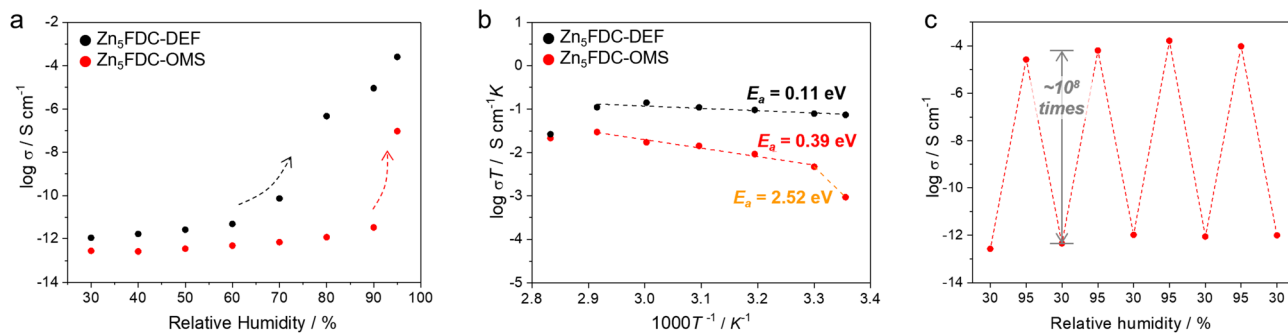 a
Zn₅FDC-DEF
Zn₅FDC-OMS
log σ / S cm⁻¹
-2
-4
-6
-8
-10
-12
-14
30 40 50 60 70 80 90 100
Relative Humidity / %
b
Zn₅FDC-DEF
Zn₅FDC-OMS
log σT / S cm⁻¹K
1
0
-1
-2
-3
-4
-5
Eₐ = 0.11 eV
Eₐ = 0.39 eV
Eₐ = 2.52 eV
2.8 2.9 3.0 3.1 3.2 3.3 3.4
1000T⁻¹ / K⁻¹
c
log σ / S cm⁻¹
-4
-6
-8
-10
-12
-14
~10⁸
times
30 95 30 95 30 95 30 95 30
Relative humidity / %